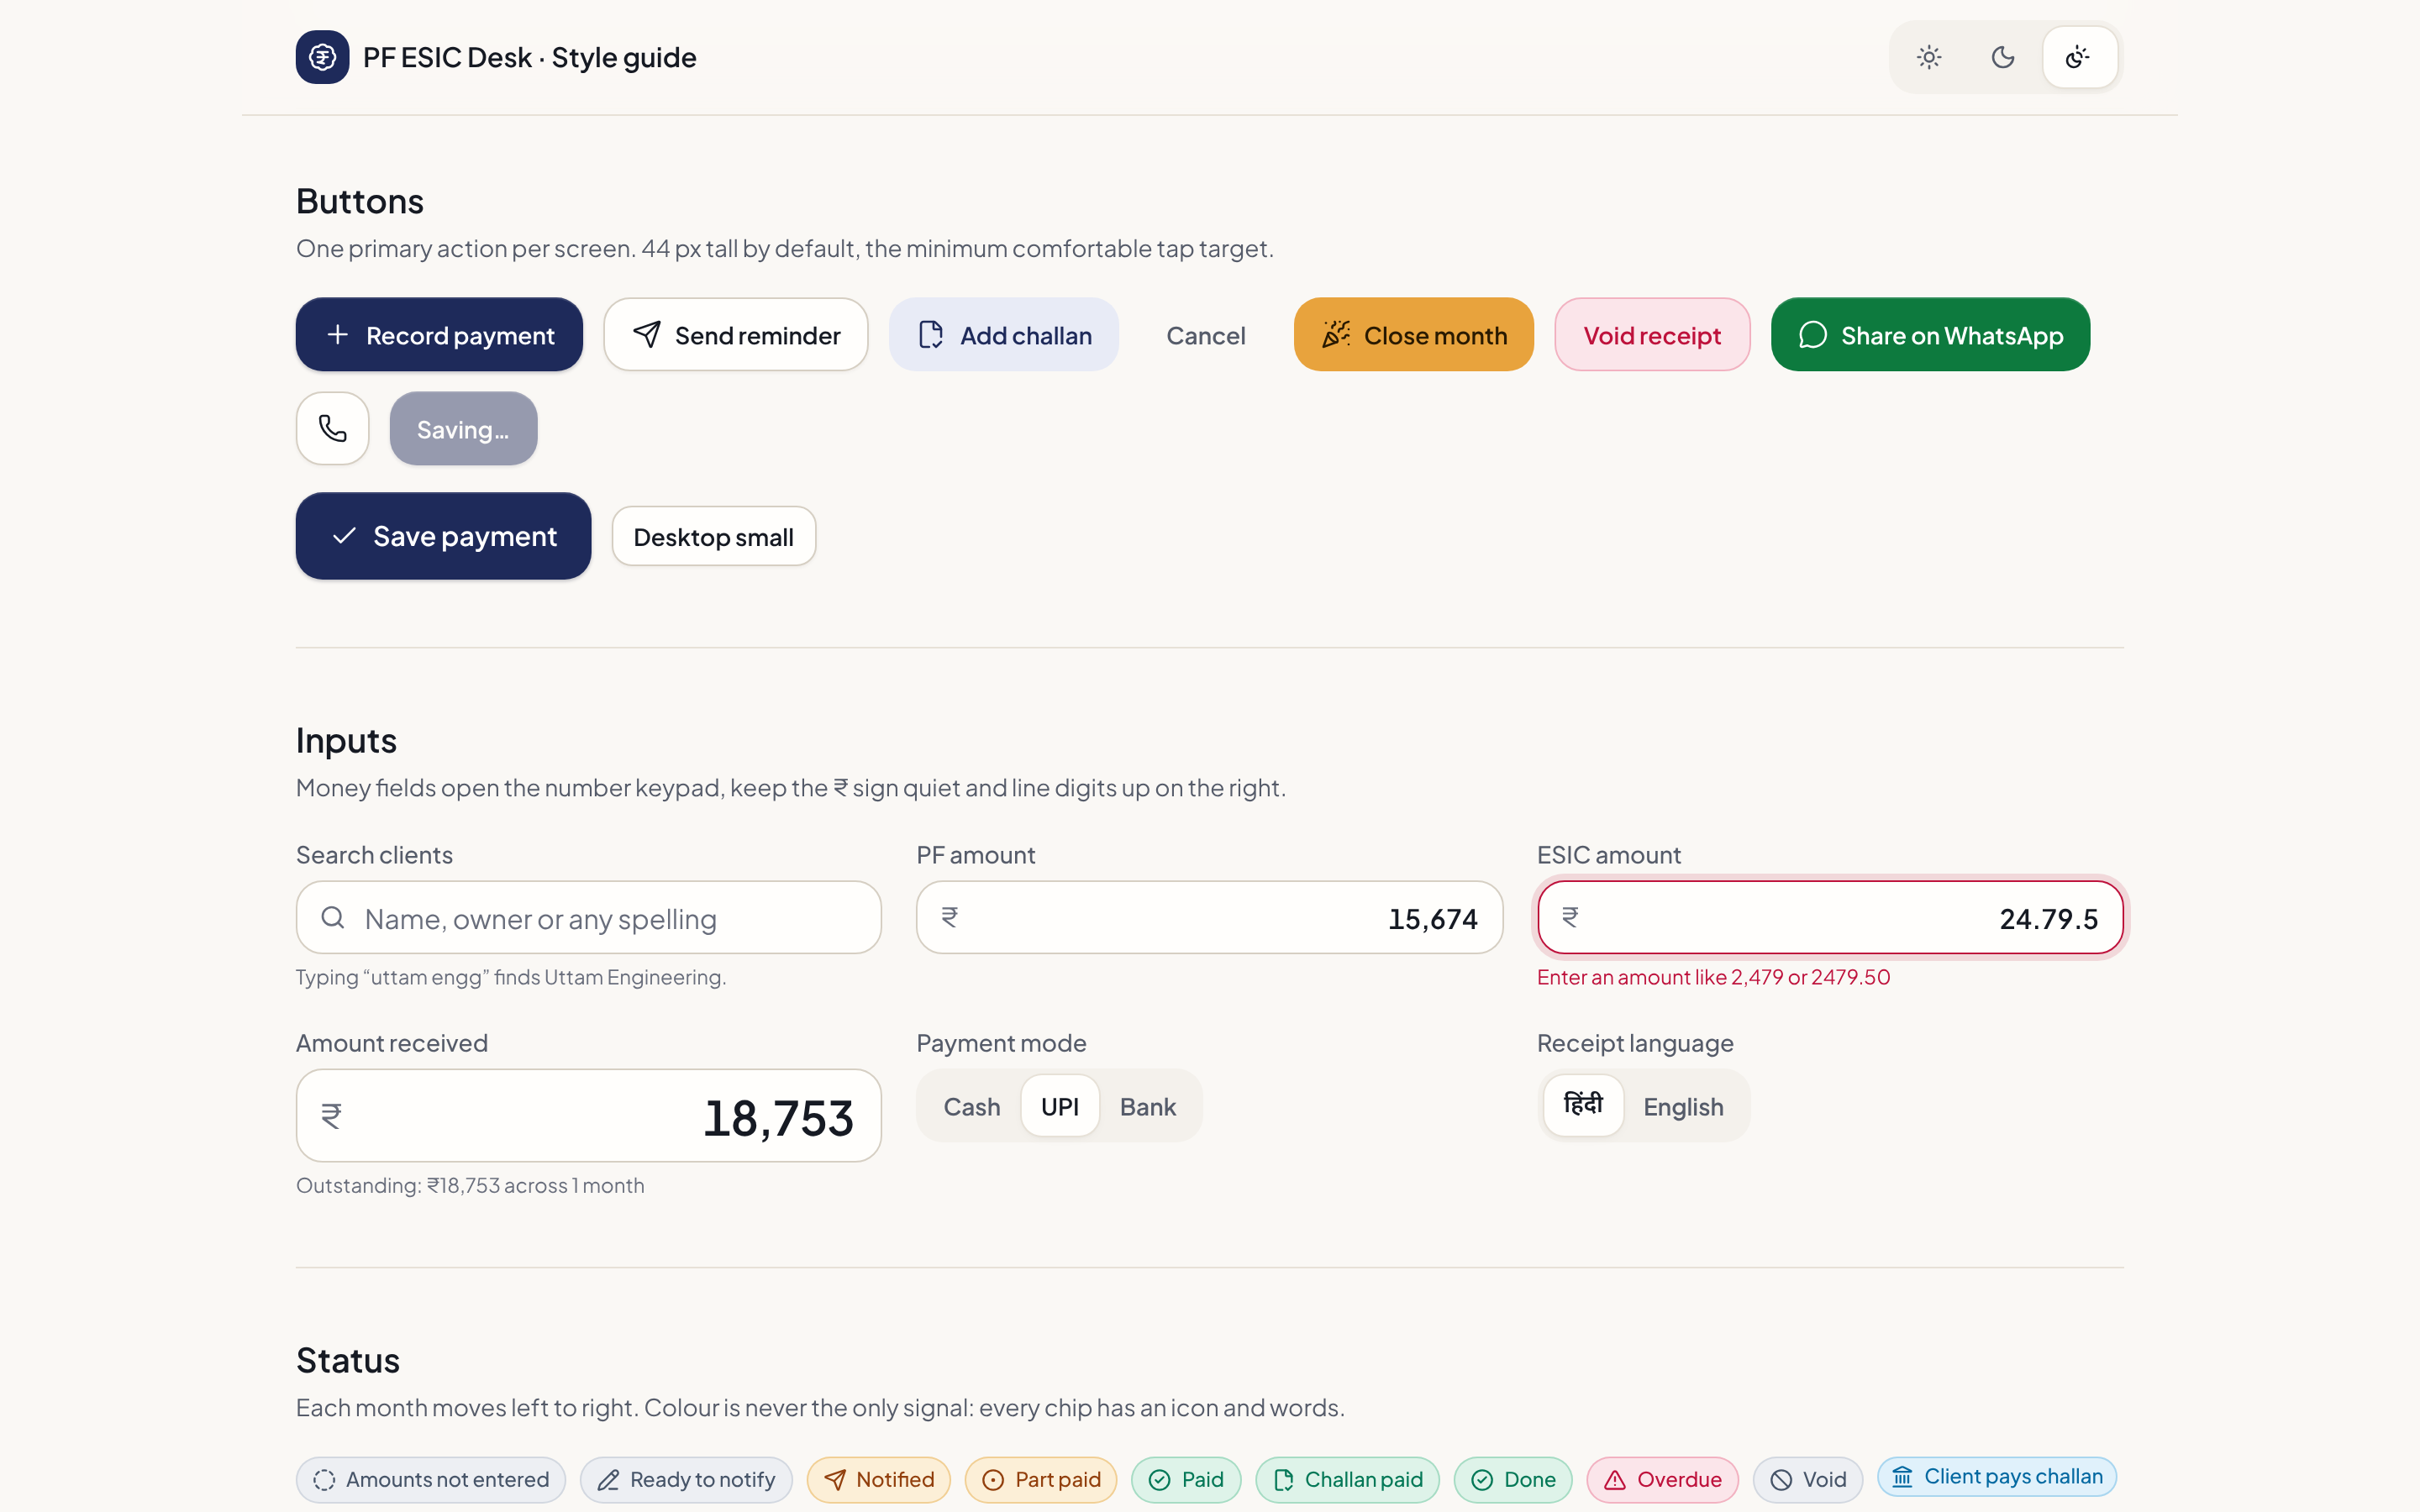 PF ESIC Desk · Style guide
Buttons
One primary action per screen. 44 px tall by default, the minimum comfortable tap target.
Record payment
Send reminder
Add challan
Cancel
Close month
Void receipt
Share on WhatsApp
Saving…
Save payment
Desktop small
Inputs
Money fields open the number keypad, keep the ₹ sign quiet and line digits up on the right.
Search clients
Name, owner or any spelling
Typing “uttam engg” finds Uttam Engineering.
PF amount
₹ 15,674
ESIC amount
₹ 24.79.5
Enter an amount like 2,479 or 2479.50
Amount received
₹ 18,753
Outstanding: ₹18,753 across 1 month
Payment mode
Cash UPI Bank
Receipt language
हिंदी English
Status
Each month moves left to right. Colour is never the only signal: every chip has an icon and words.
Amounts not entered
Ready to notify
Notified
Part paid
Paid
Challan paid
Done
Overdue
Void
Client pays challan